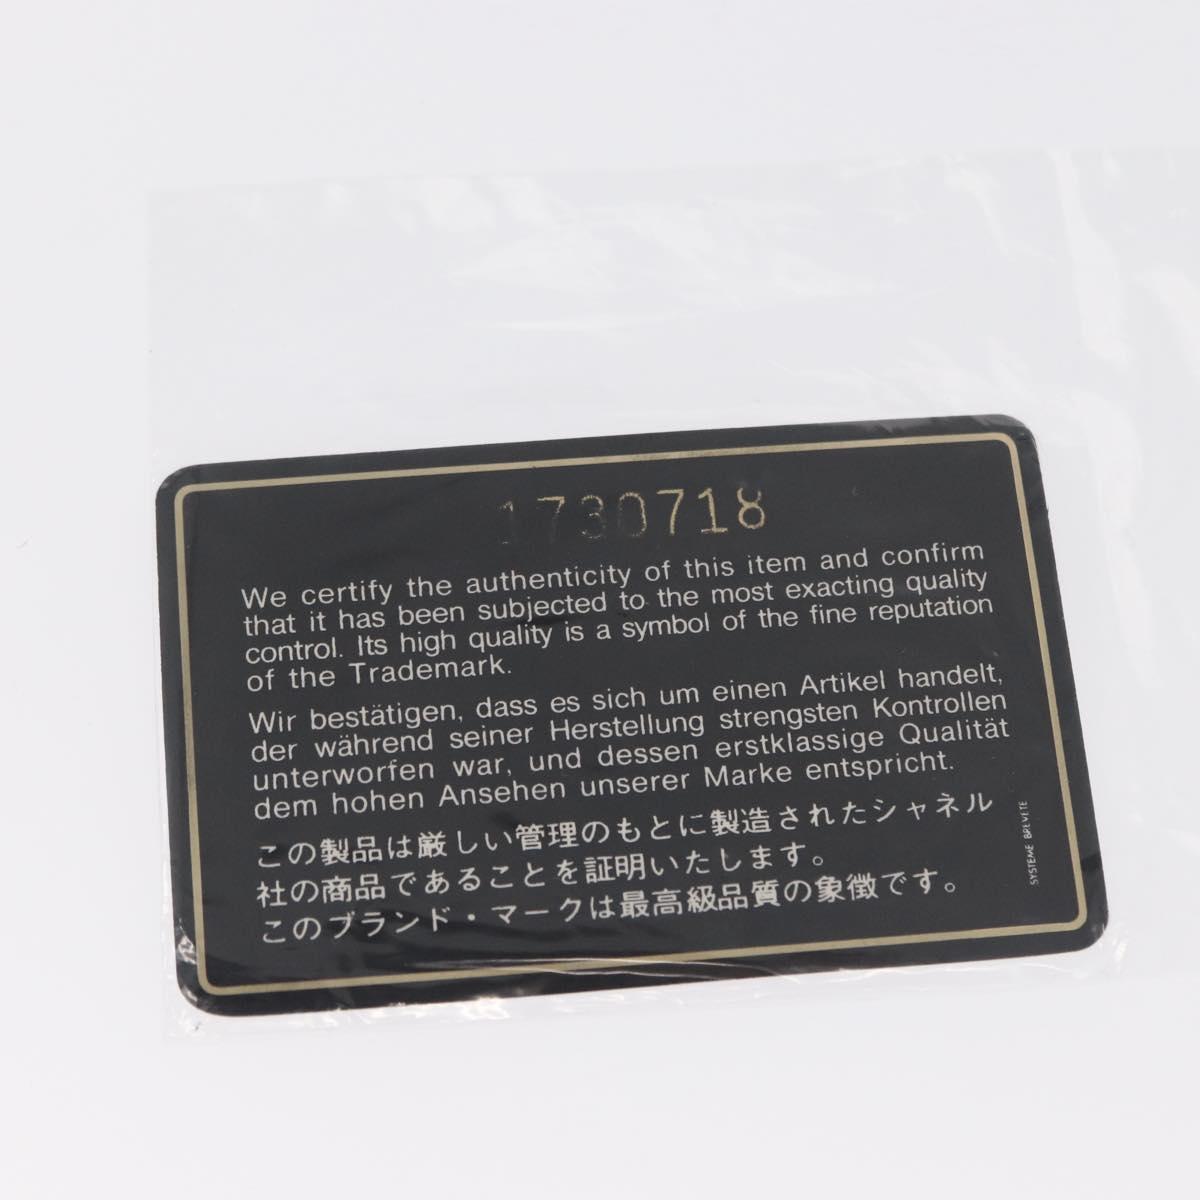 1730718
We certify the authenticity of this item and confirm
that it has been subjected to the most exacting quality
control. Its high quality is a symbol of the fine reputation
of the Trademark.
Wir bestätigen, dass es sich um einen Artikel handelt,
der während seiner Herstellung strengsten Kontrollen
unterworfen war, und dessen erstklassige Qualität
dem hohen Ansehen unserer Marke entspricht.
この製品は厳しい管理のもとに製造されたシャネル
社の商品であることを証明いたします。
このブランド・マークは最高級品質の象徴です。
SYSTEME BREVETE